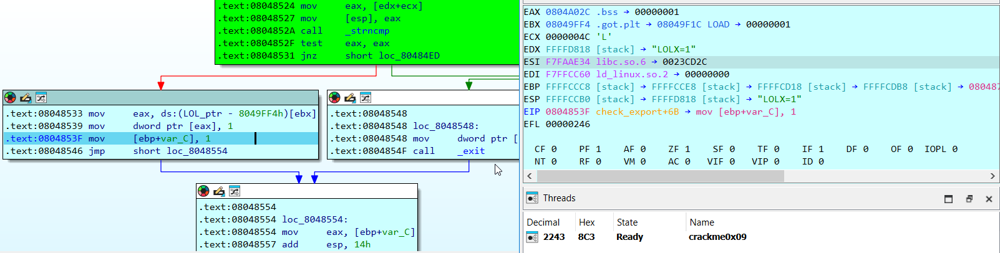 .text:08048524 mov eax, [edx+ecx]
.text:08048527 mov [esp], eax
.text:0804852A call _strncmp
.text:0804852F test eax, eax
.text:08048531 jnz short loc_80484ED
.text:08048533 mov eax, ds:(LOL_ptr - 8049FF4h)[ebx]
.text:08048539 mov dword ptr [eax], 1
.text:0804853F mov [ebp+var_C], 1
.text:08048546 jmp short loc_8048554
.text:08048548
.text:08048548 loc_8048548:
.text:08048548 mov dword ptr [
.text:0804854F call _exit
.text:08048554
.text:08048554 loc_8048554:
.text:08048554 mov eax, [ebp+var_C]
.text:08048557 add esp, 14h
EAX 0804A02C .bss → 00000001
EBX 08049FF4 .got.plt → 08049F1C LOAD → 00000001
ECX 0000004C 'L'
EDX FFFFD818 [stack] → "LOLX=1"
ESI F7FAAE34 libc.so.6 → 0023CD2C
EDI F7FFCC60 ld_linux.so.2 → 00000000
EBP FFFFCCC8 [stack] → FFFFCCE8 [stack] → FFFFCD18 [stack] → FFFFCDB8 [stack] → 080487
ESP FFFFCCB0 [stack] → FFFFD818 [stack] → "LOLX=1"
EIP 0804853F check_export+6B → mov [ebp+var_C], 1
EFL 00000246
CF 0 PF 1 AF 0 ZF 1 SF 0 TF 0 IF 1 DF 0 OF 0 IOPL 0
NT 0 RF 0 VM 0 AC 0 VIF 0 VIP 0 ID 0
Threads
Decimal Hex State Name
2243 8C3 Ready crackme0x09